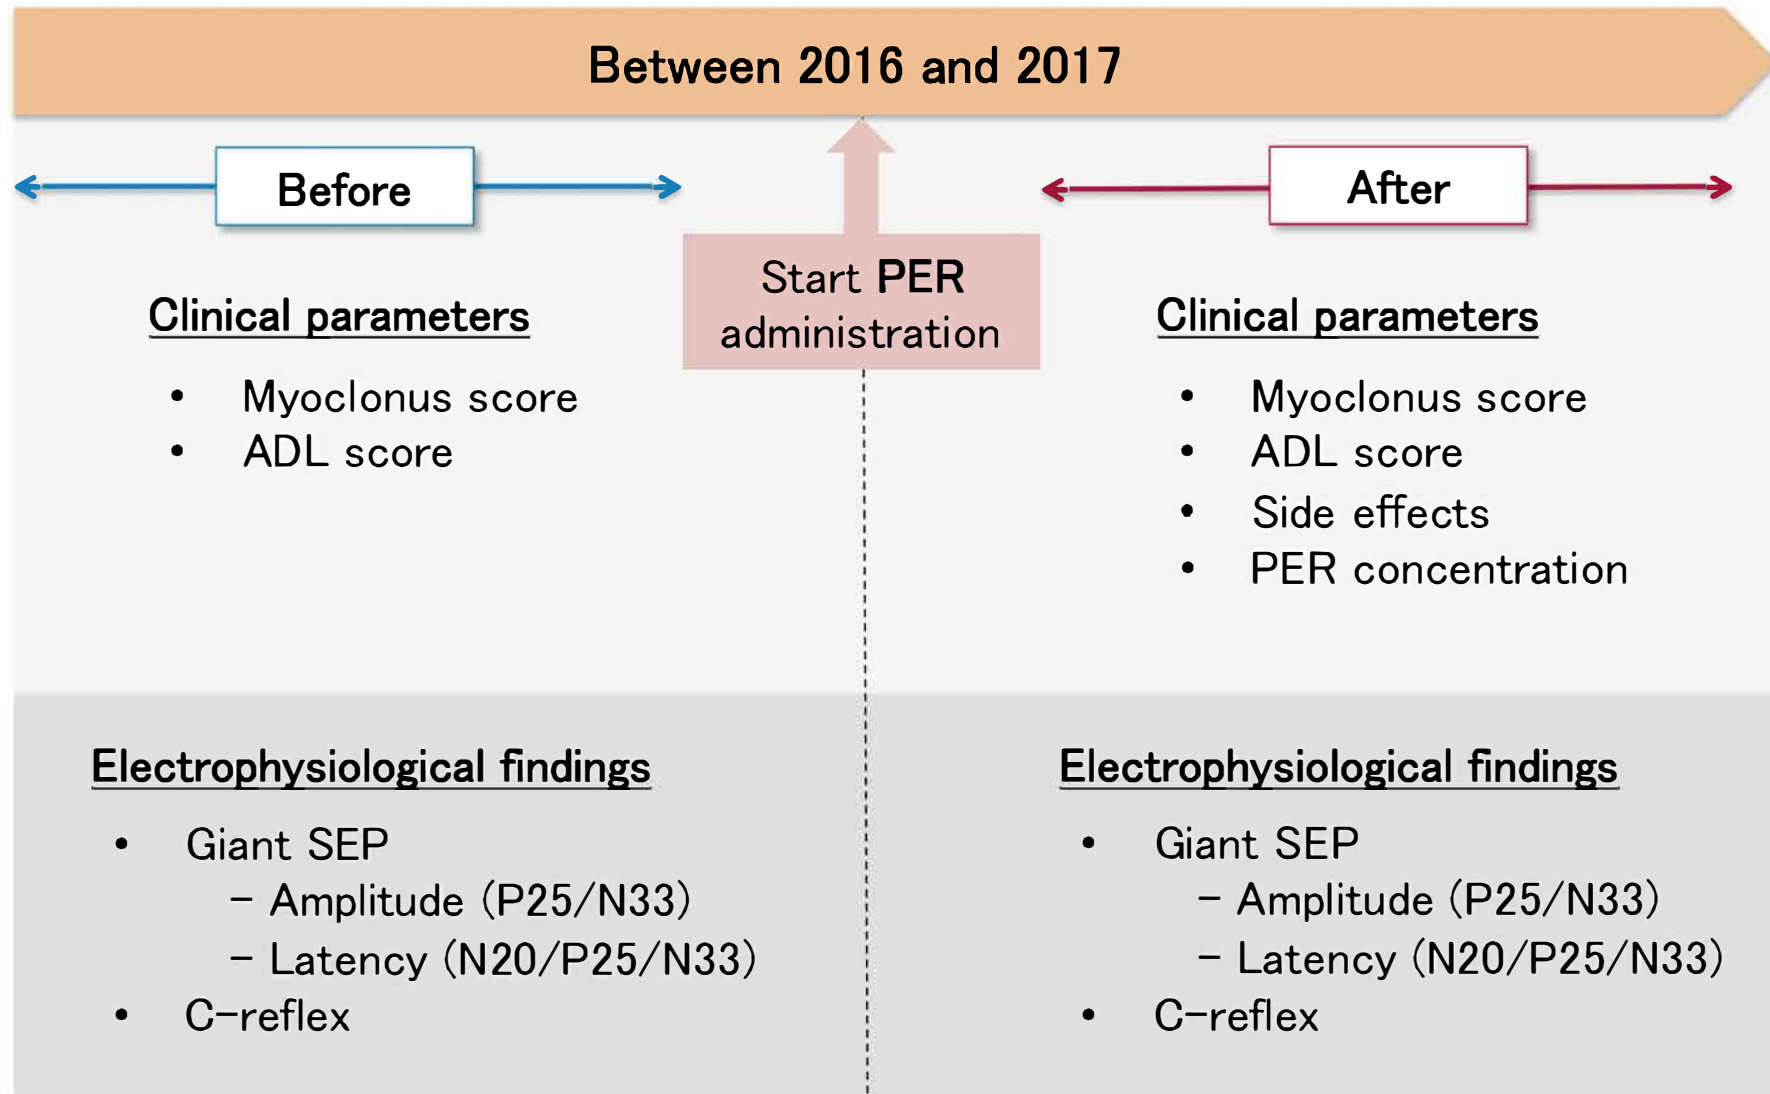 Between 2016 and 2017
Before
After
Start PER
administration
Clinical parameters
• Myoclonus score
• ADL score
Clinical parameters
• Myoclonus score
• ADL score
• Side effects
• PER concentration
Electrophysiological findings
• Giant SEP
– Amplitude (P25/N33)
– Latency (N20/P25/N33)
• C-reflex
Electrophysiological findings
• Giant SEP
– Amplitude (P25/N33)
– Latency (N20/P25/N33)
• C-reflex